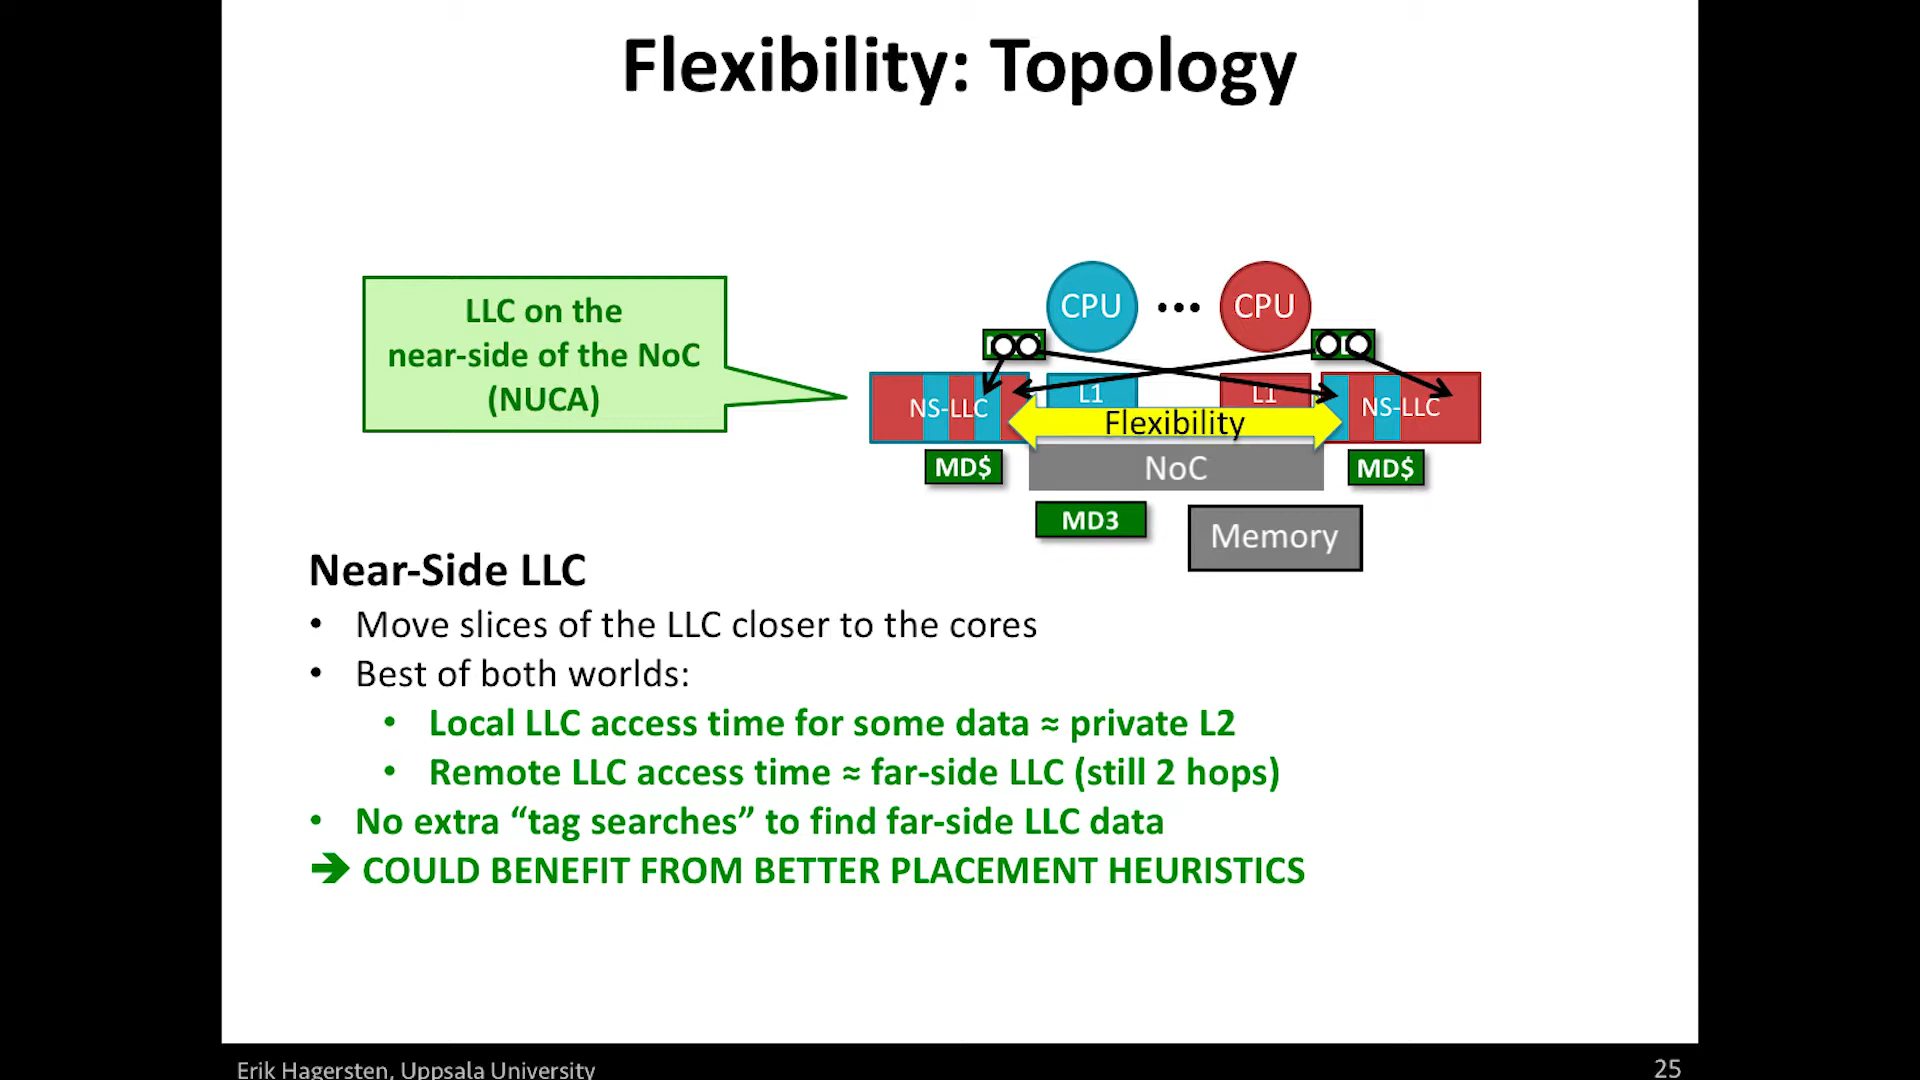 Flexibility: Topology
LLC on the
near-side of the NoC
(NUCA)
CPU ••• CPU
NS-LLC L1 L1 NS-LLC
Flexibility
MD$ NoC MD$
MD3
Memory
Near-Side LLC
• Move slices of the LLC closer to the cores
• Best of both worlds:
• Local LLC access time for some data ≈ private L2
• Remote LLC access time ≈ far-side LLC (still 2 hops)
• No extra “tag searches” to find far-side LLC data
➔ COULD BENEFIT FROM BETTER PLACEMENT HEURISTICS
Erik Hagersten, Uppsala University
25